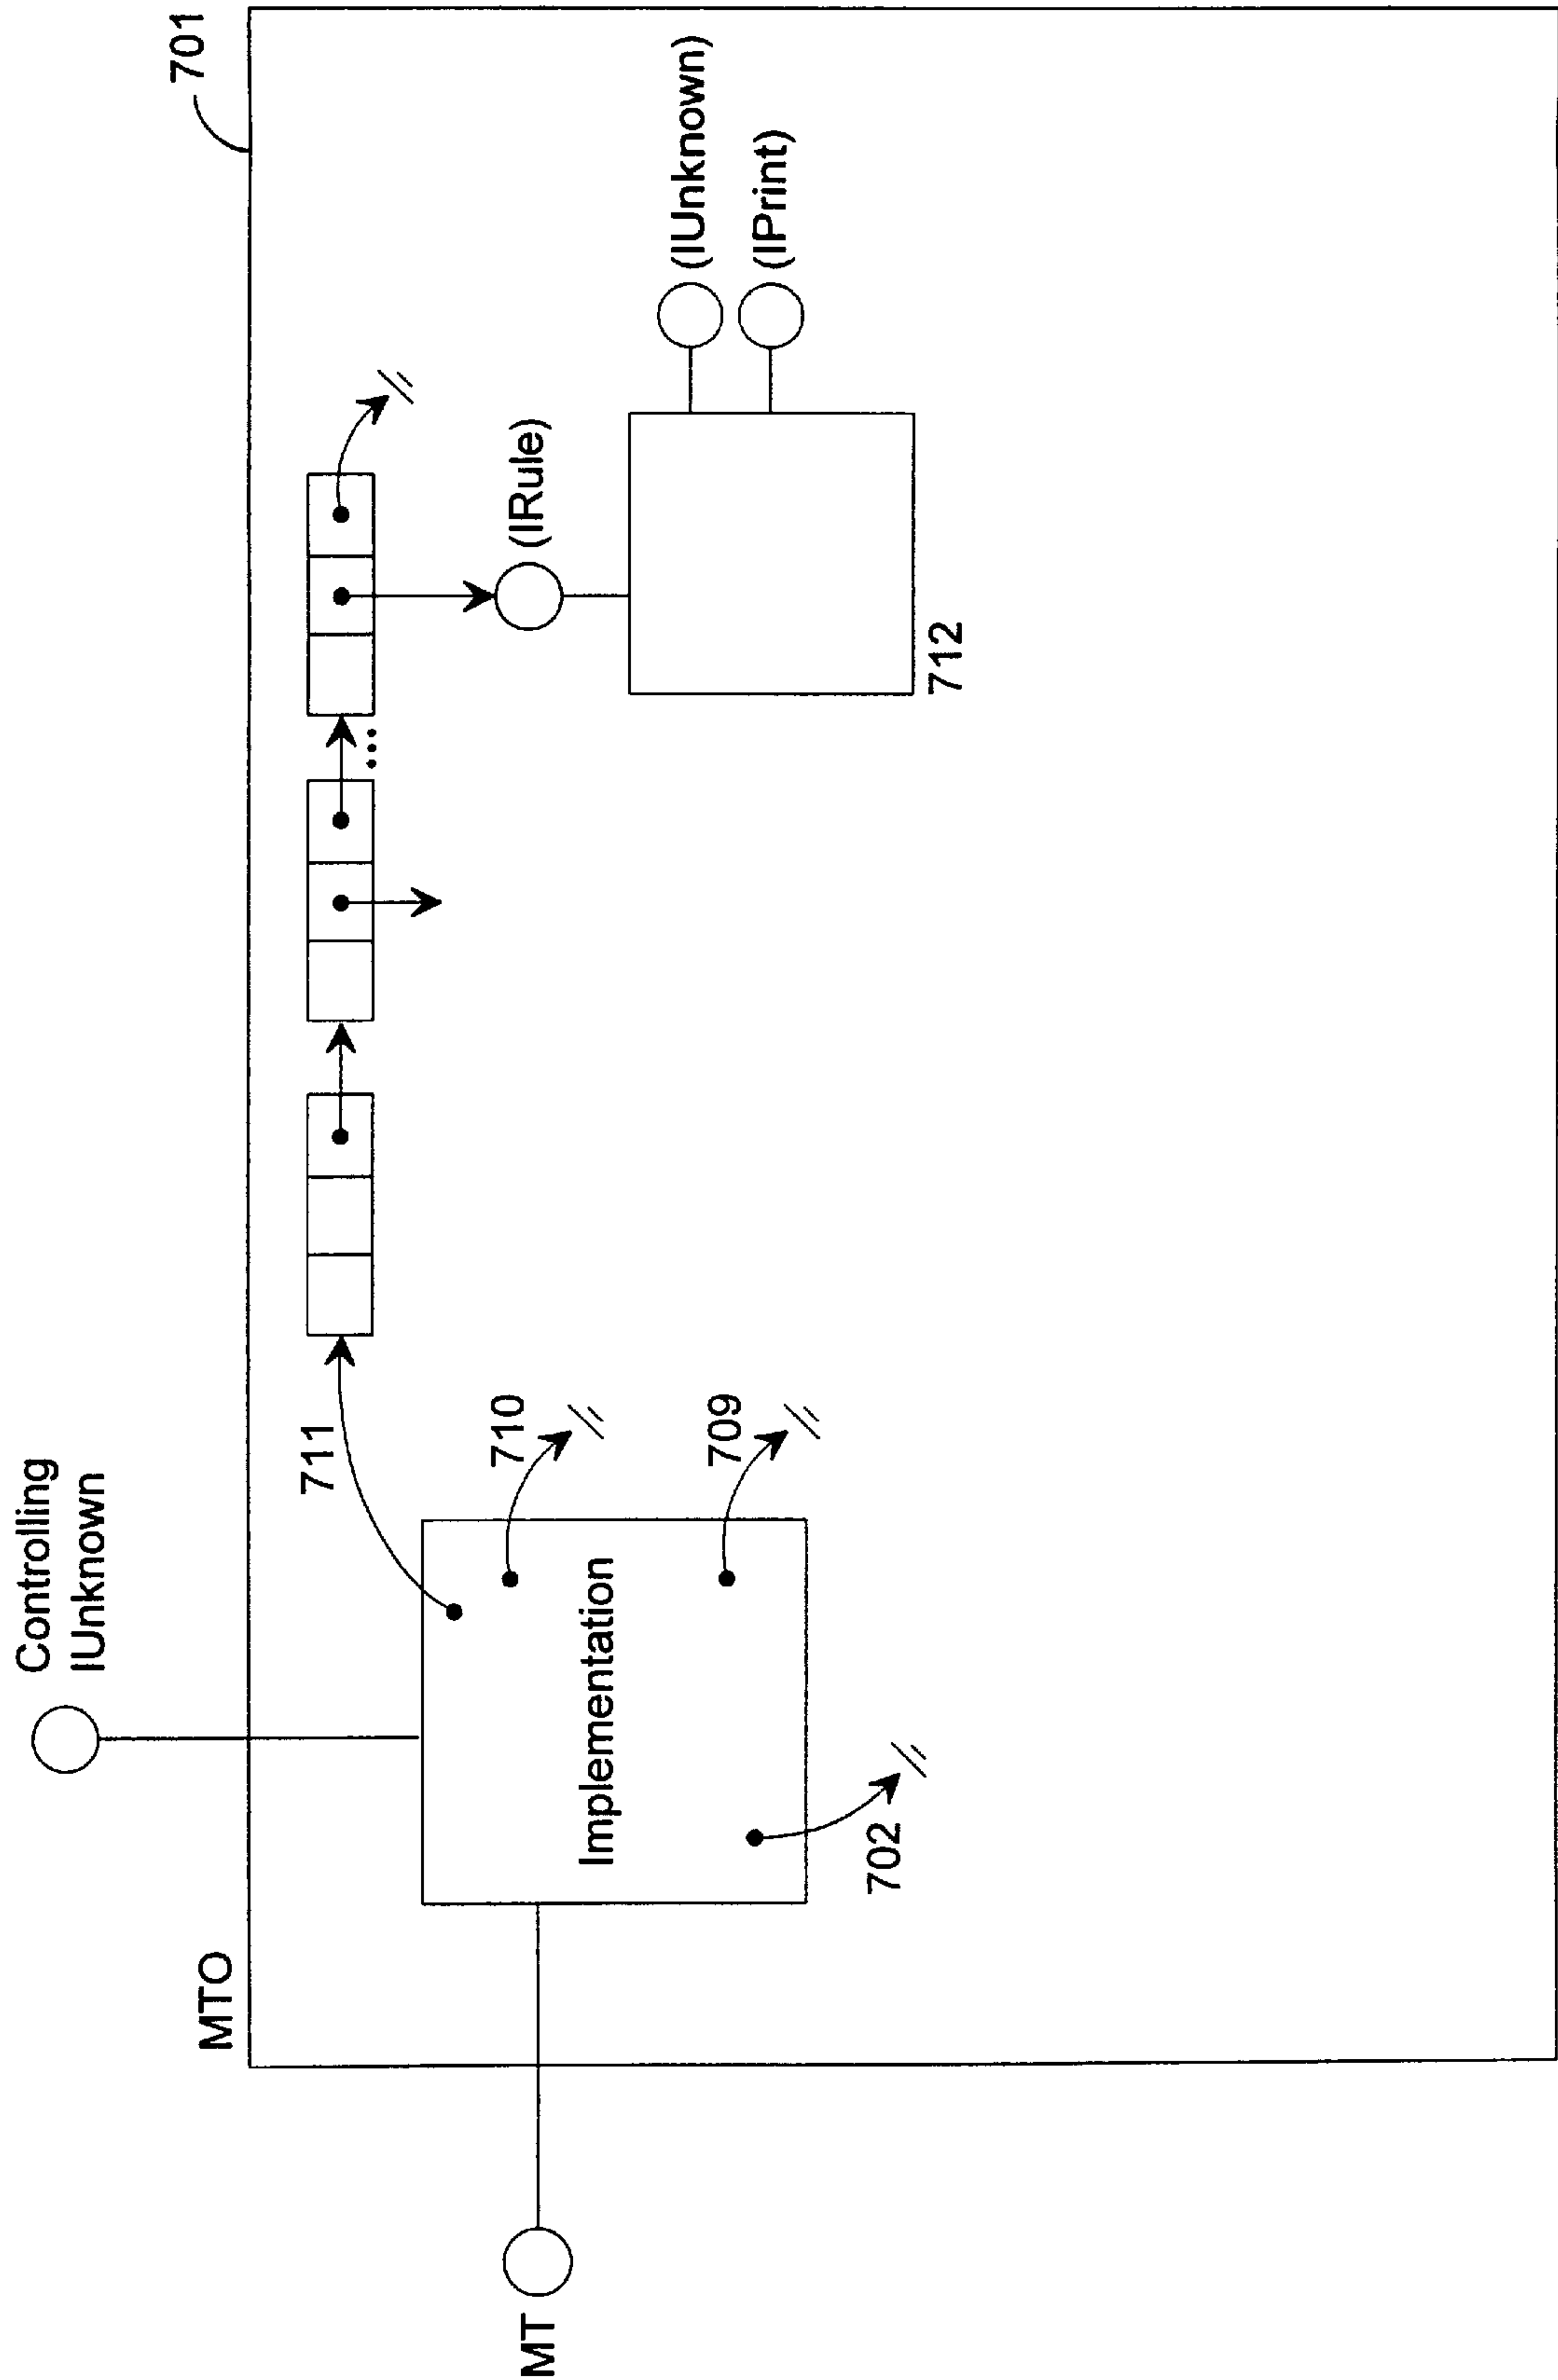 Controlling
IUnknown
MTO
701
711
710
709
702
Implementation
MT
...
(IRule)
(IUnknown)
(IPrint)
712